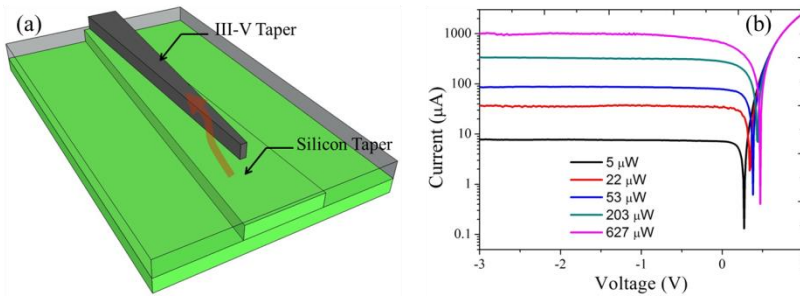 (a)
III-V Taper
Silicon Taper
(b)
Current (μA)
1000
100
10
1
0.1
5 μW
22 μW
53 μW
203 μW
627 μW
-3
-2
-1
0
Voltage (V)